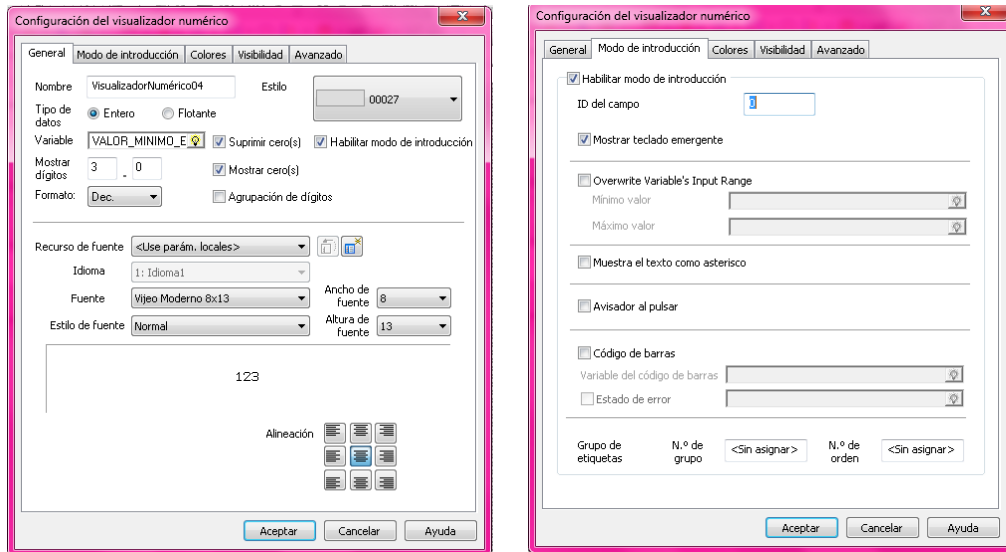 Configuración del visualizador numérico
General Modo de introducción Colores Visibilidad Avanzado
Nombre VisualizadorNumérico04 Estilo 00027
Tipo de datos Entero Flotante
Variable VALOR_MINIMO_E Suprimir cero(s) Habilitar modo de introducción
Mostrar dígitos 3 . 0 Mostrar cero(s)
Formato: Dec. Agrupación de dígitos
Recurso de fuente <Use parám. locales>
Idioma 1: Idioma1
Fuente Vijeo Moderno 8x13 Ancho de fuente 8
Estilo de fuente Normal Altura de fuente 13
123
Alineación
Aceptar Cancelar Ayuda
Configuración del visualizador numérico
General Modo de introducción Colores Visibilidad Avanzado
Habilitar modo de introducción
ID del campo 0
Mostrar teclado emergente
Overwrite Variable's Input Range
Mínimo valor
Máximo valor
Muestra el texto como asterisco
Avisador al pulsar
Código de barras
Variable del código de barras
Estado de error
Grupo de etiquetas N.º de grupo <Sin asignar> N.º de orden <Sin asignar>
Aceptar Cancelar Ayuda